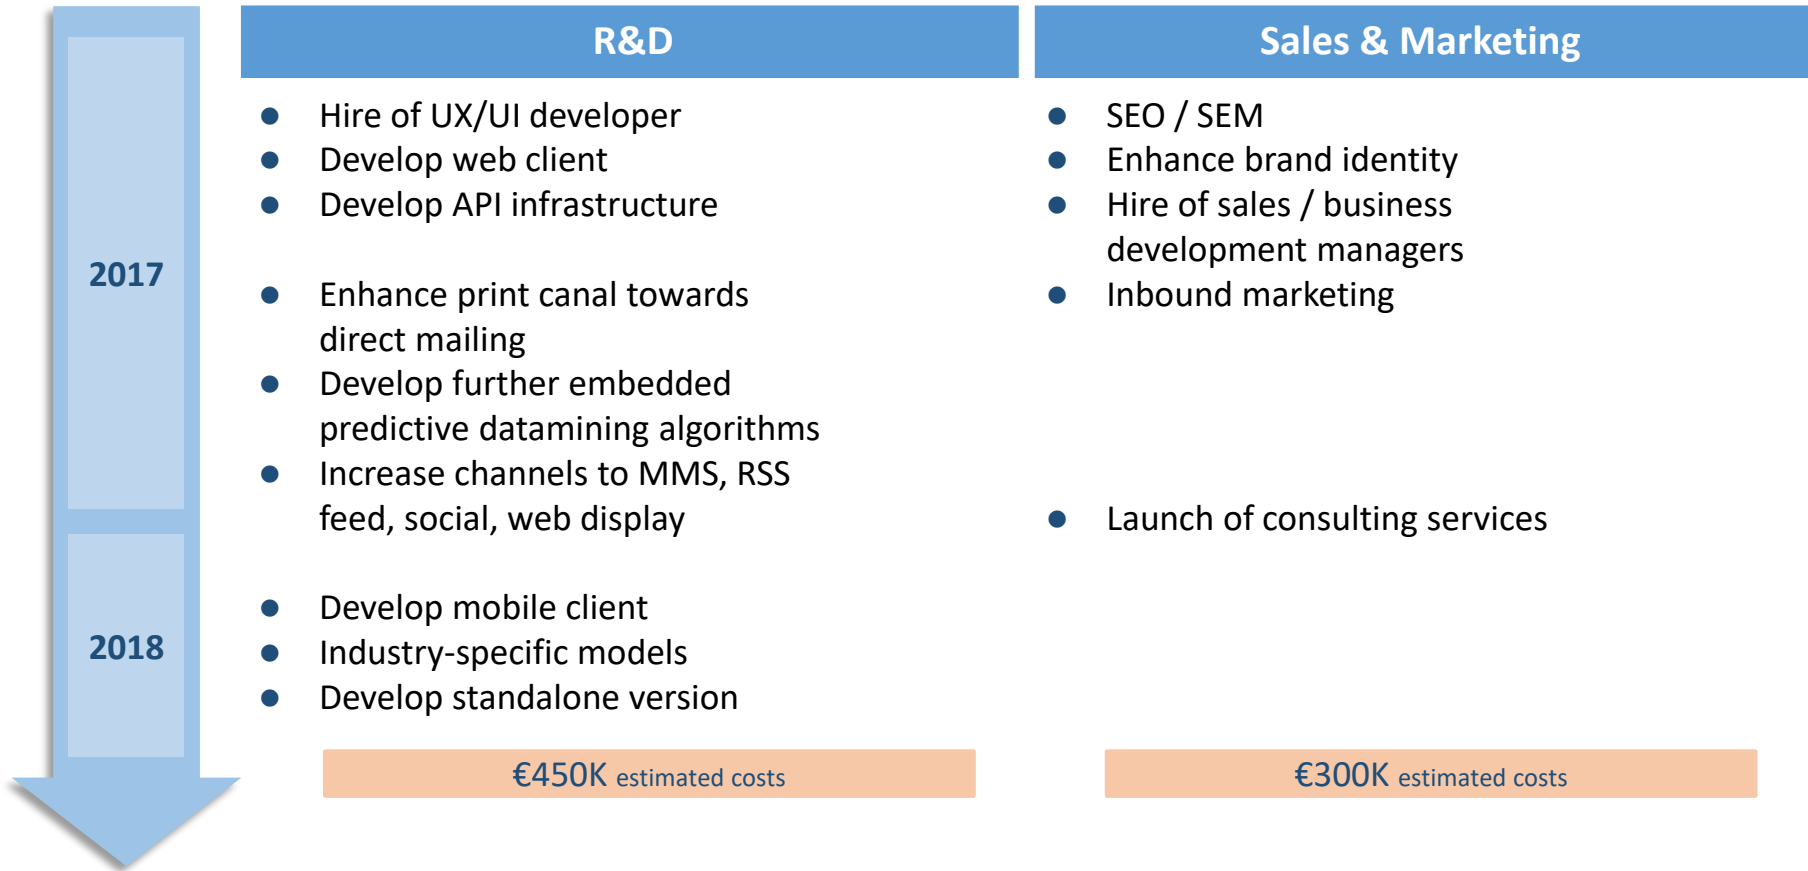 R&D
Sales & Marketing
2017
2018
● Hire of UX/UI developer
● Develop web client
● Develop API infrastructure
● Enhance print canal towards
direct mailing
● Develop further embedded
predictive datamining algorithms
● Increase channels to MMS, RSS
feed, social, web display
● Develop mobile client
● Industry-specific models
● Develop standalone version
€450K estimated costs
● SEO / SEM
● Enhance brand identity
● Hire of sales / business
development managers
● Inbound marketing
● Launch of consulting services
€300K estimated costs